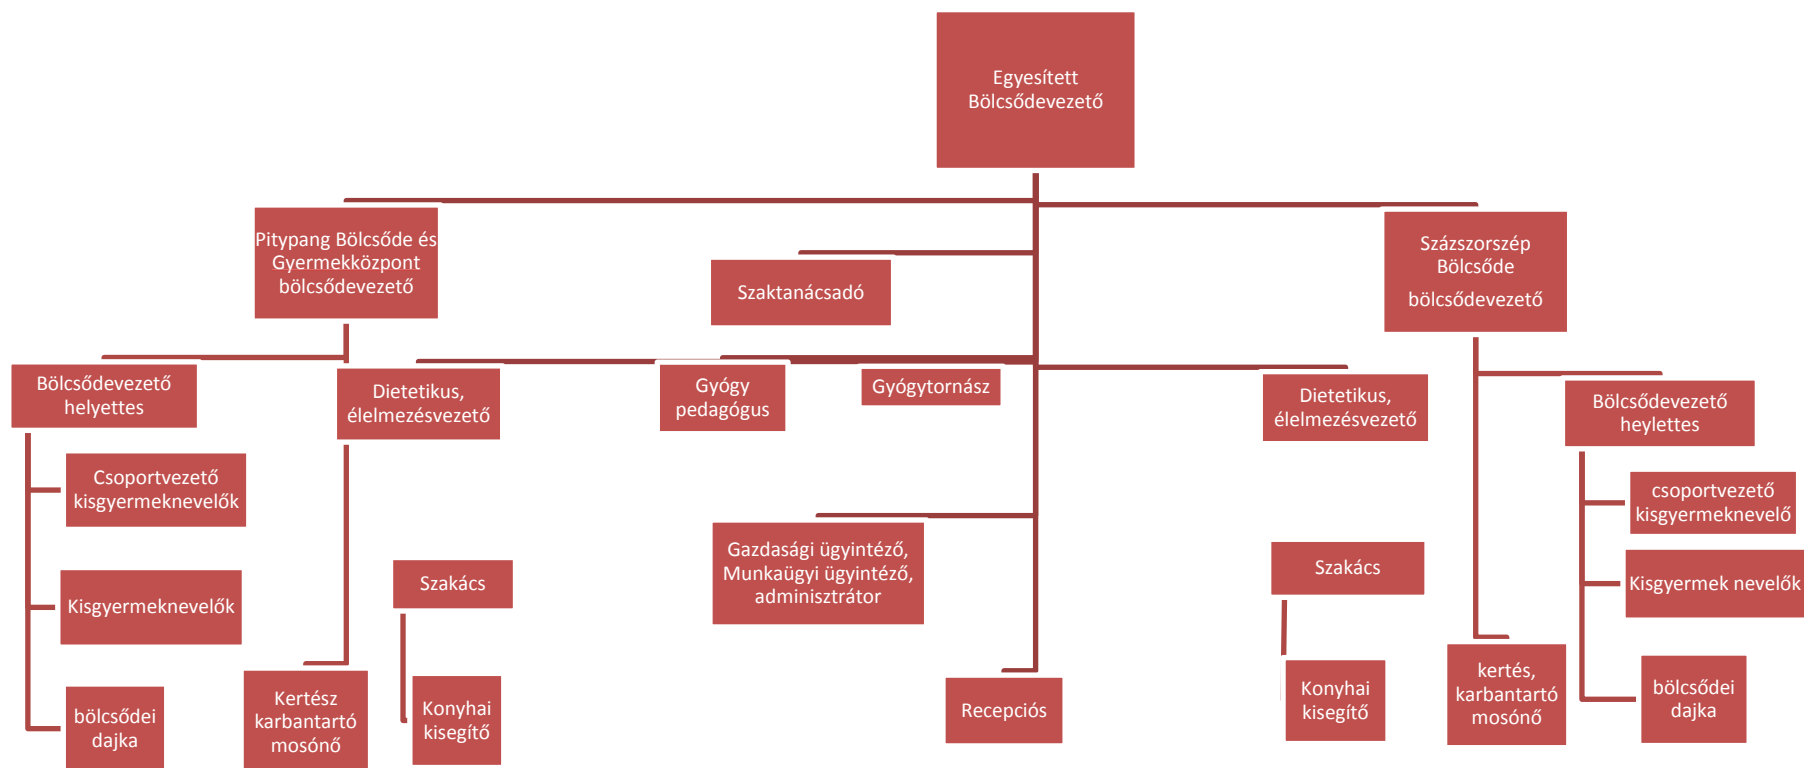 Egyesített
Bölcsődevezető
Pitypang Bölcsőde és
Gyermekközpont
bölcsődevezető
Szaktanácsadó
Százszorszép
Bölcsőde
bölcsődevezető
Bölcsődevezető
helyettes
Dietetikus,
élelmezésvezető
Gyógy
pedagógus
Gyógytornász
Dietetikus,
élelmezésvezető
Bölcsődevezető
heylettes
Csoportvezető
kisgyermeknevelők
csoportvezető
kisgyermeknevelő
Gazdasági ügyintéző,
Munkaügyi ügyintéző,
adminisztrátor
Szakács
Szakács
Kisgyermeknevelők
Kisgyermek nevelők
bölcsődei
dajka
Kertész
karbantartó
mosónő
Konyhai
kisegítő
Recepciós
Konyhai
kisegítő
kertés,
karbantartó
mosónő
bölcsődei
dajka